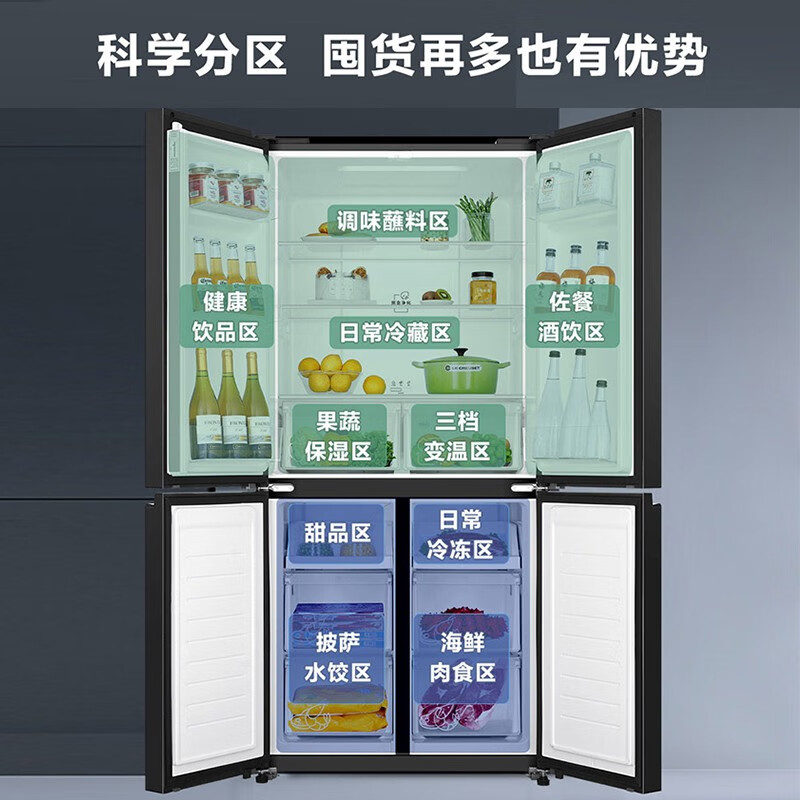 科学分区 囤货再多也有优势
调味蘸料区
健康
饮品区
日常冷藏区
佐餐
酒饮区
果蔬
保湿区
三档
变温区
甜品区
日常
冷冻区
披萨
水饺区
海鲜
肉食区